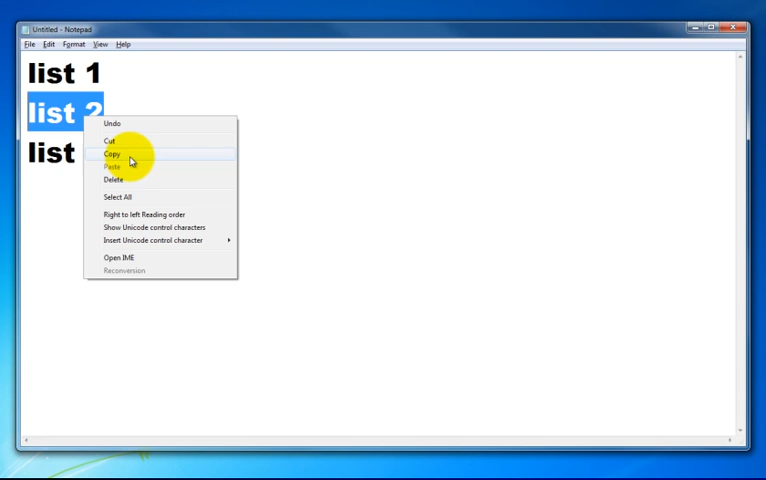 Untitled - Notepad
File Edit Format View Help
list 1
list 2
list
Undo
Cut
Copy
Paste
Delete
Select All
Right to left Reading order
Show Unicode control characters
Insert Unicode control character
Open IME
Reconversion